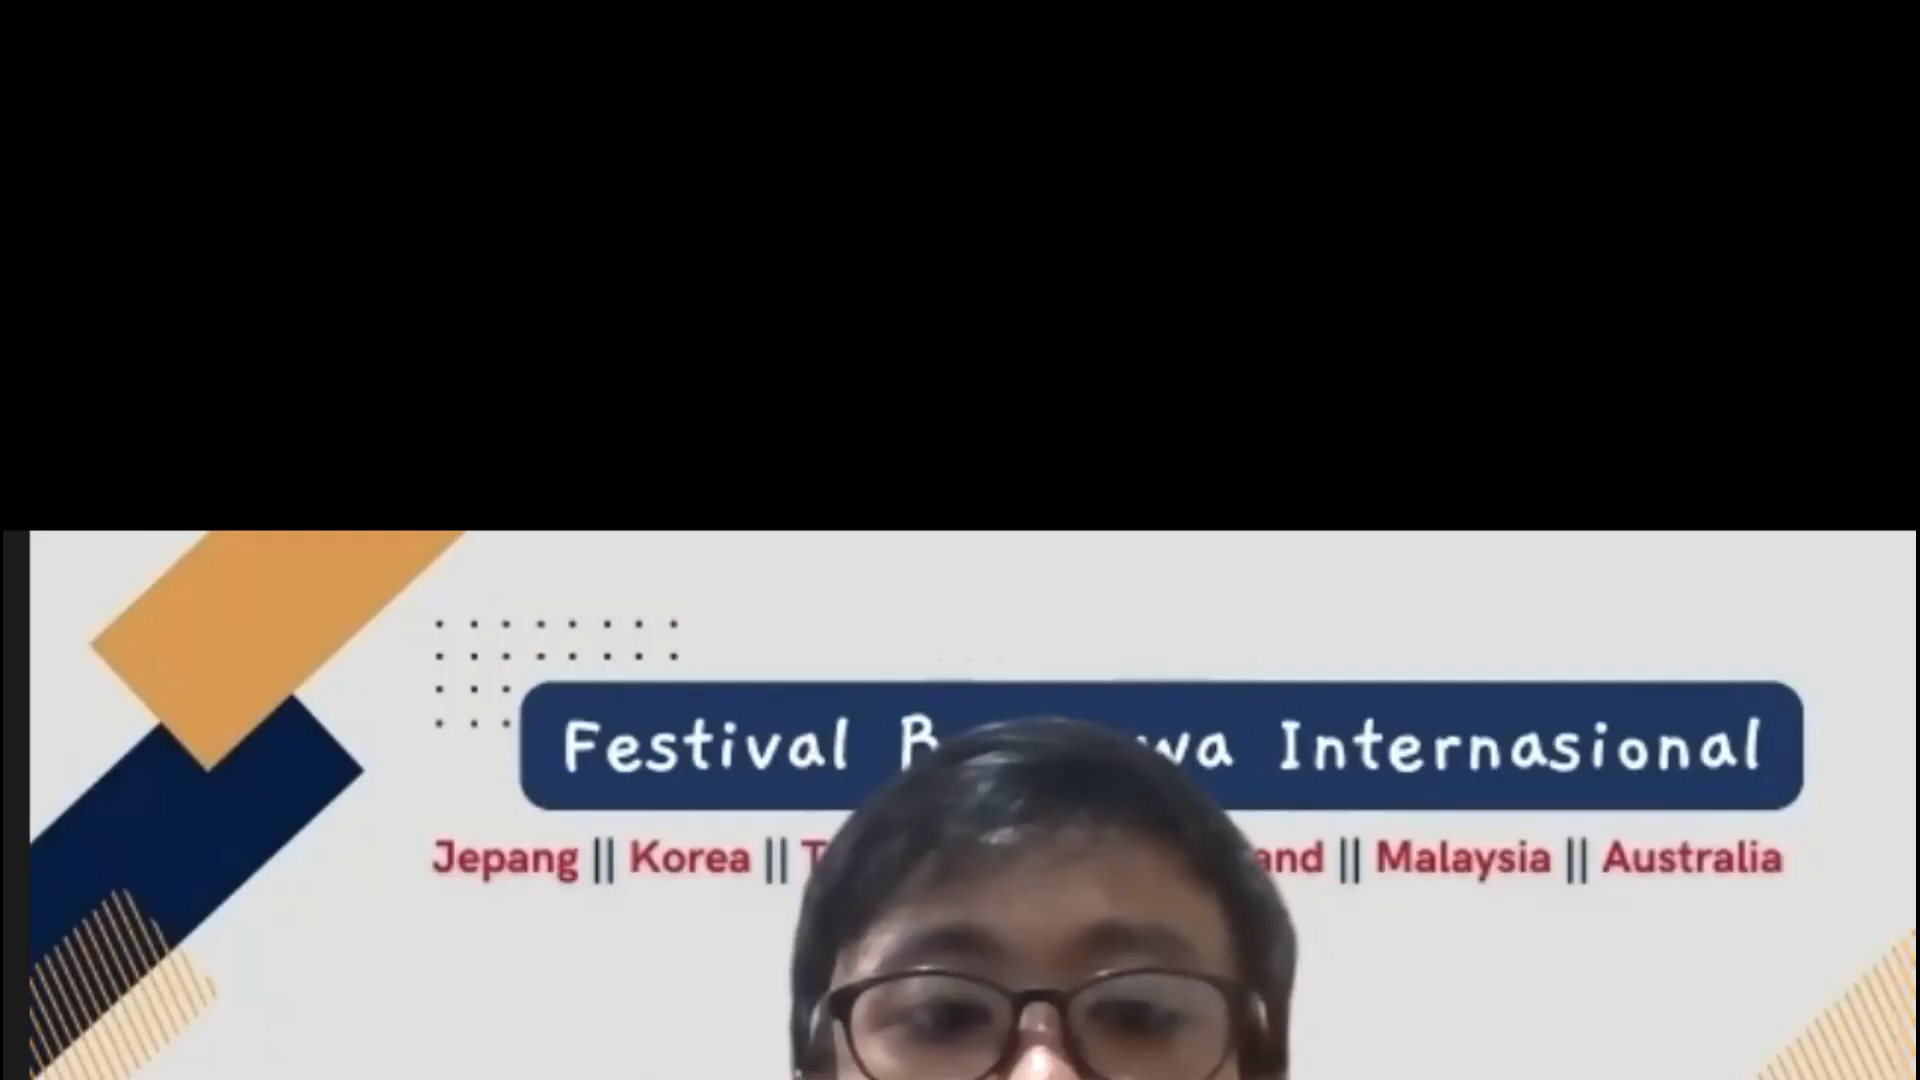 Festival Internasional
Jepang || Korea || || Malaysia || Australia